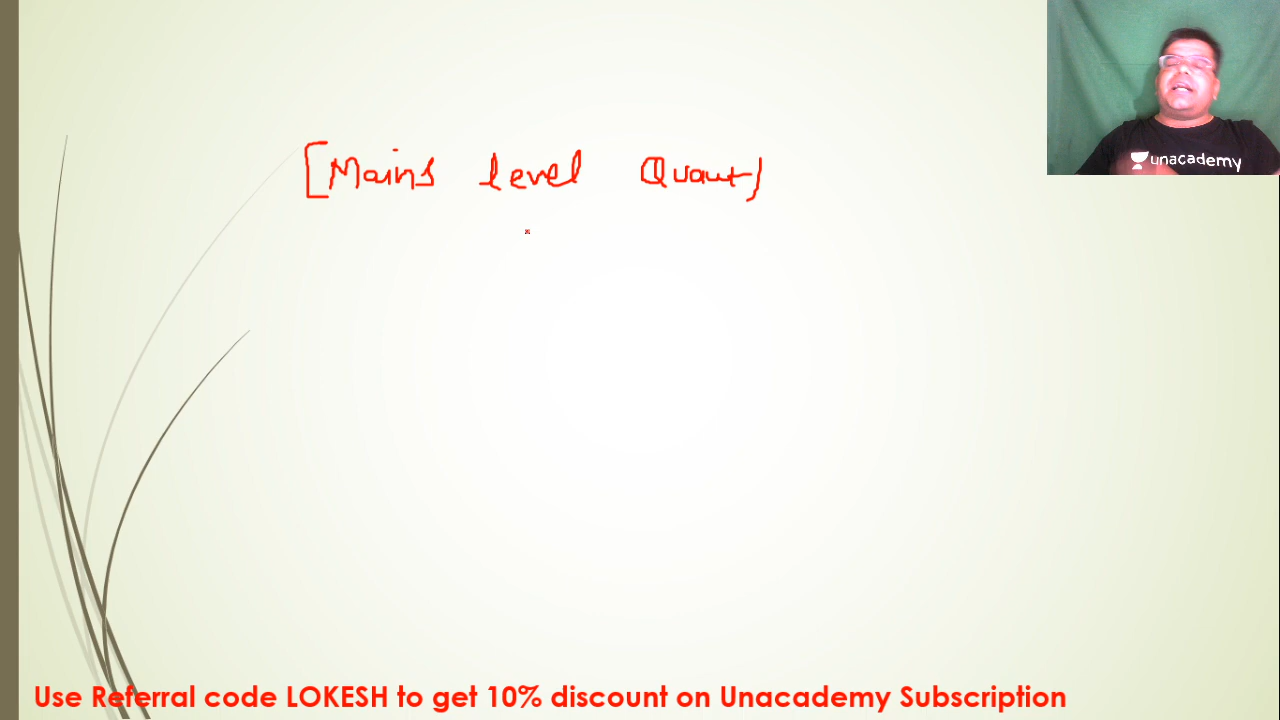 [Mains level Quant]
unacademy
Use Referral code LOKESH to get 10% discount on Unacademy Subscription